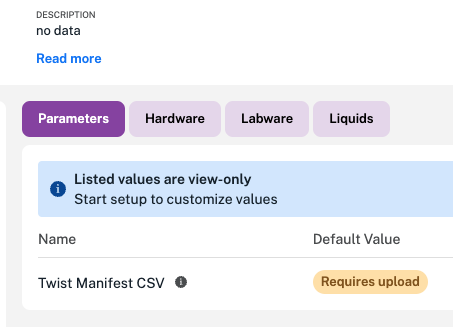 DESCRIPTION
no data
Read more
Parameters Hardware Labware Liquids
Listed values are view-only
Start setup to customize values
Name Default Value
Twist Manifest CSV Requires upload